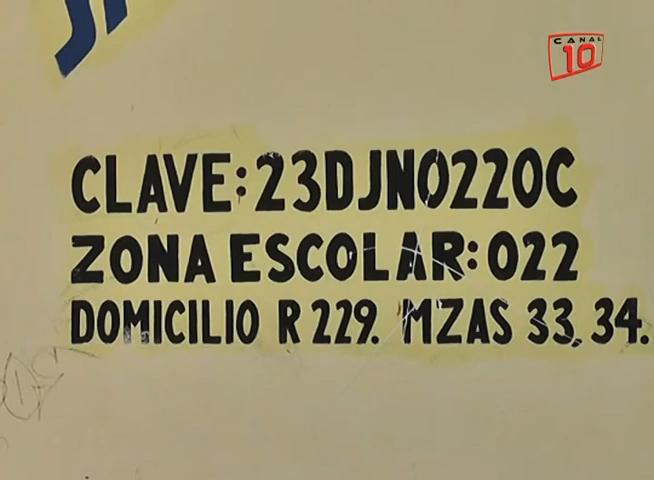 CANAL
10
CLAVE: 23DJN0220C
ZONA ESCOLAR: 022
DOMICILIO R 229. MZAS 33, 34.